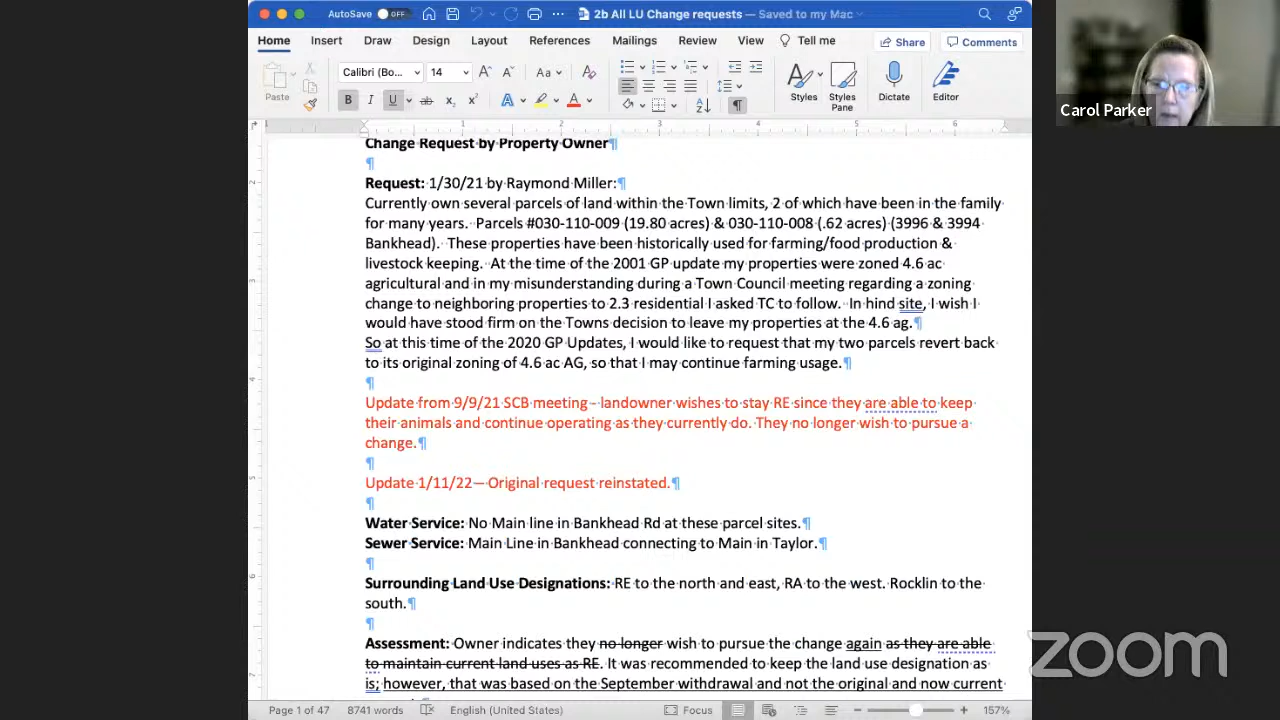 AutoSave OFF 2b All LU Change requests — Saved to my Mac
Home Insert Draw Design Layout References Mailings Review View Tell me Share Comments
Paste Calibri (Bo... 14 Aa Styles Styles Pane Dictate Editor
B I U ab x₂ x² A A
1 1 2 3 4 5 6
Change Request by Property Owner¶
¶
Request: 1/30/21 by Raymond Miller:¶
Currently own several parcels of land within the Town limits, 2 of which have been in the family
for many years. Parcels #030-110-009 (19.80 acres) & 030-110-008 (.62 acres) (3996 & 3994
Bankhead). These properties have been historically used for farming/food production &
livestock keeping. At the time of the 2001 GP update my properties were zoned 4.6 ac
agricultural and in my misunderstanding during a Town Council meeting regarding a zoning
change to neighboring properties to 2.3 residential I asked TC to follow. In hind site, I wish I
would have stood firm on the Towns decision to leave my properties at the 4.6 ag.¶
So at this time of the 2020 GP Updates, I would like to request that my two parcels revert back
to its original zoning of 4.6 ac AG, so that I may continue farming usage.¶
¶
Update from 9/9/21 SCB meeting – landowner wishes to stay RE since they are able to keep
their animals and continue operating as they currently do. They no longer wish to pursue a
change.¶
¶
Update 1/11/22— Original request reinstated.¶
¶
Water Service: No Main line in Bankhead Rd at these parcel sites.¶
Sewer Service: Main Line in Bankhead connecting to Main in Taylor.¶
¶
Surrounding Land Use Designations: RE to the north and east, RA to the west. Rocklin to the
south.¶
¶
Assessment: Owner indicates they no longer wish to pursue the change again as they are able
to maintain current land uses as RE. It was recommended to keep the land use designation as
is; however, that was based on the September withdrawal and not the original and now current
Page 1 of 47 8741 words English (United States) Focus 157%
Carol Parker
zoom